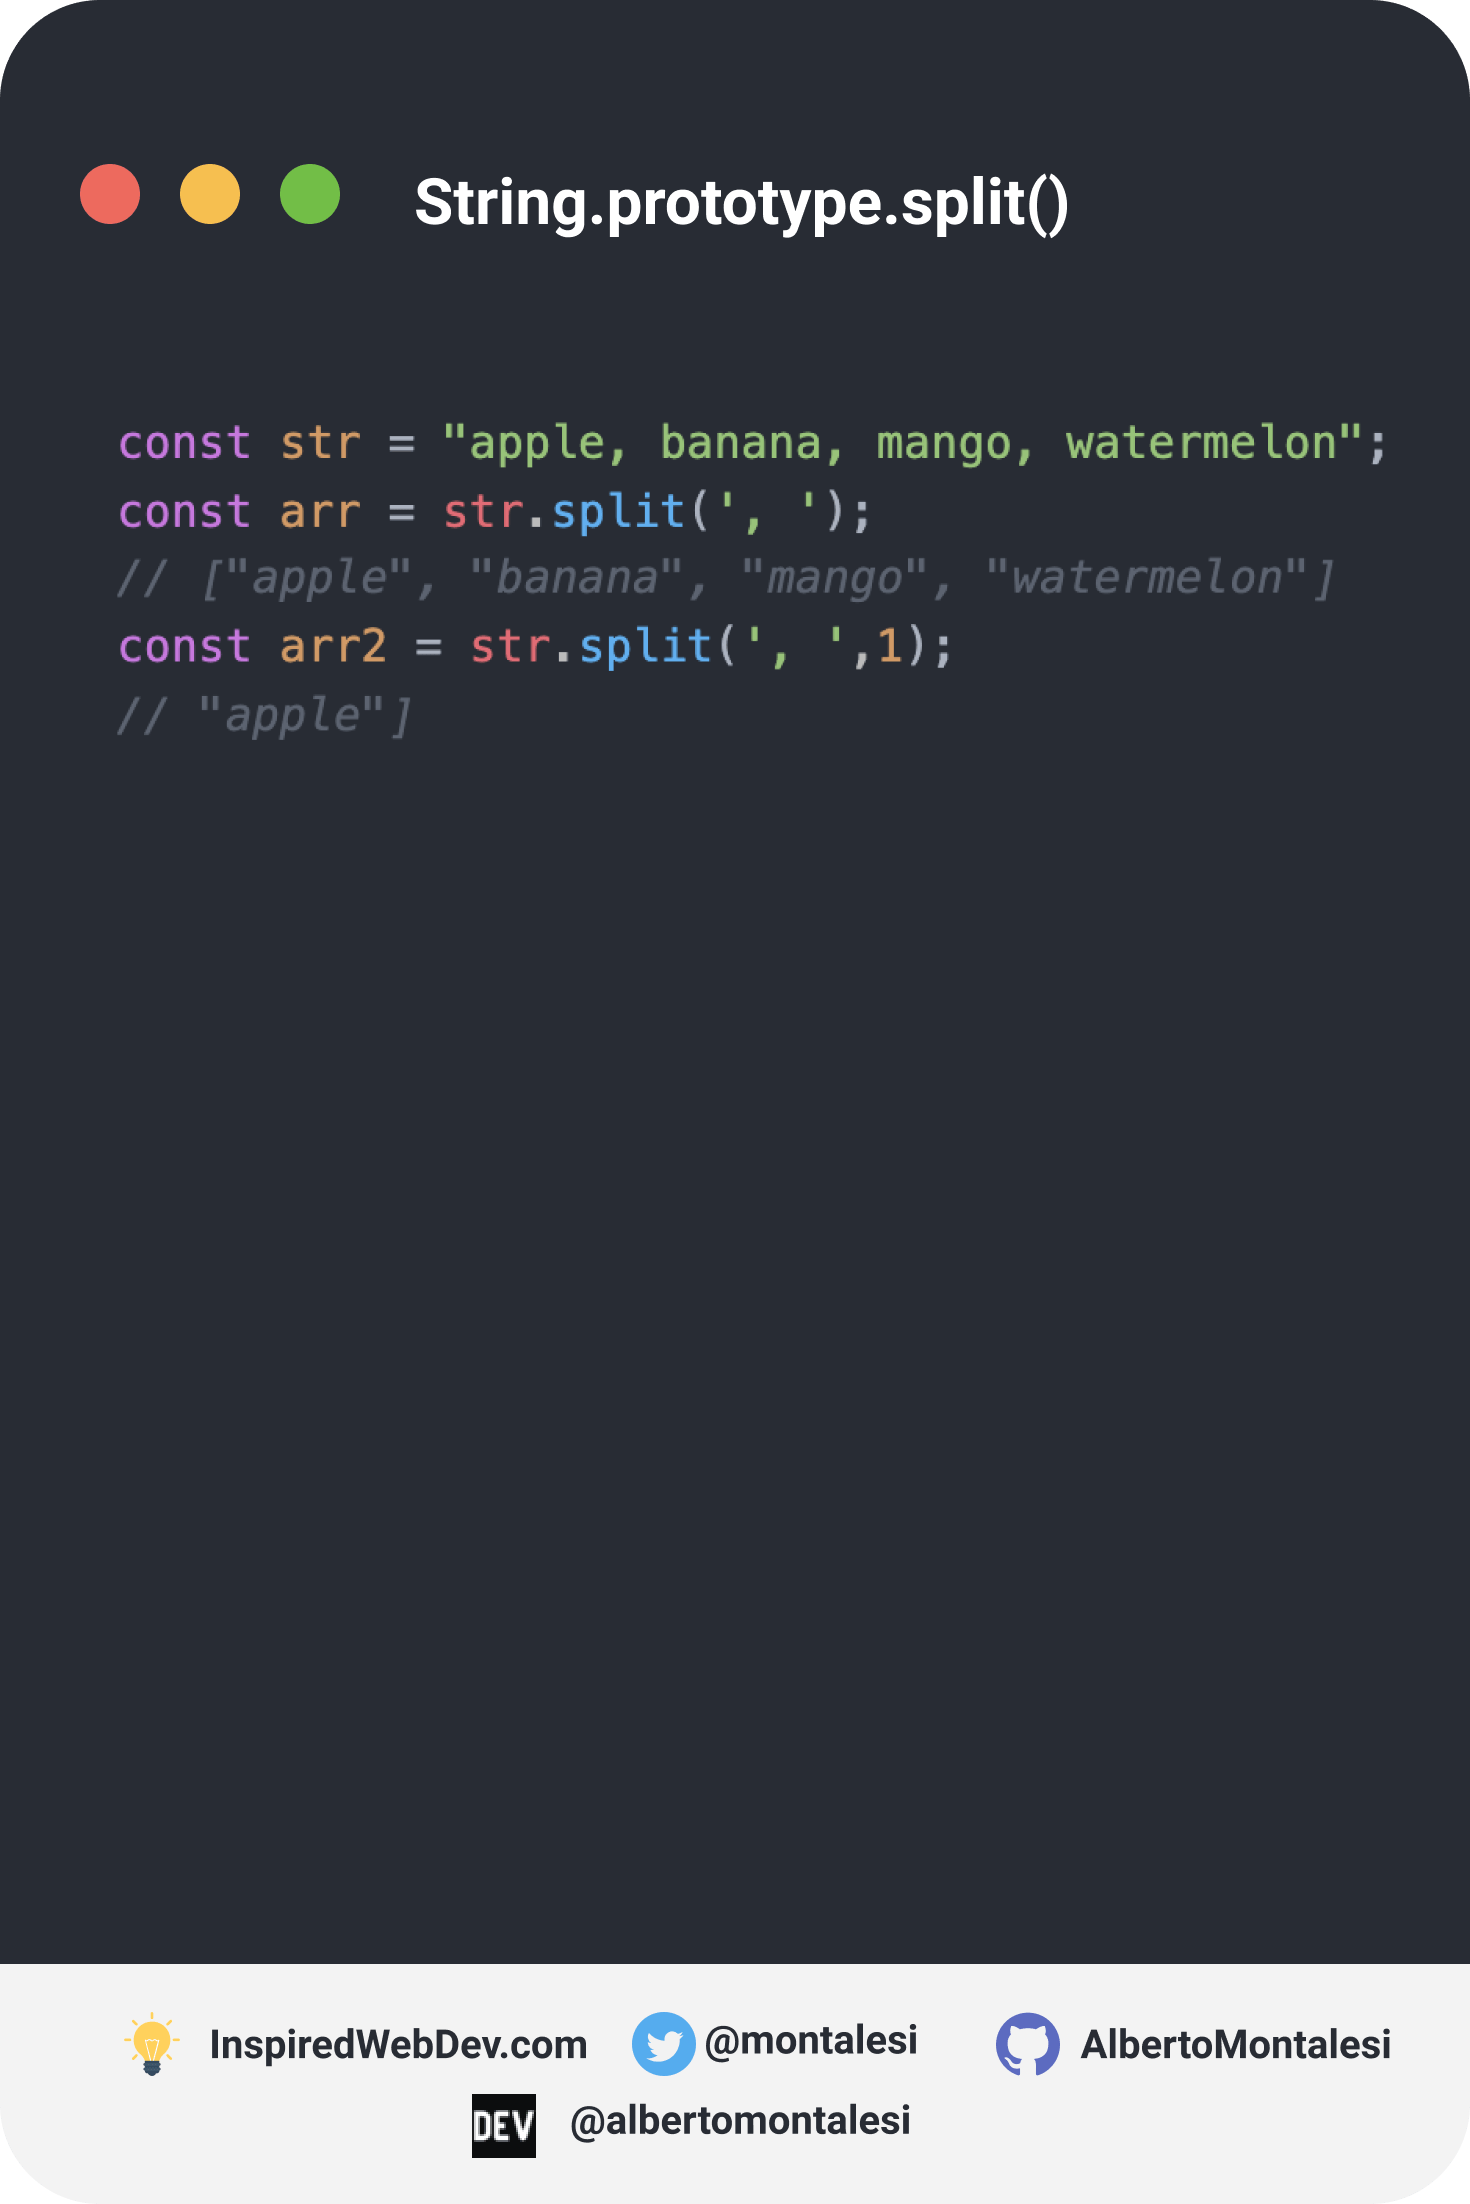 String.prototype.split()
const str = "apple, banana, mango, watermelon";
const arr = str.split(', ');
// ["apple", "banana", "mango", "watermelon"]
const arr2 = str.split(', ',1);
// "apple"]
InspiredWebDev.com @montalesi AlbertoMontalesi
DEV @albertomontalesi